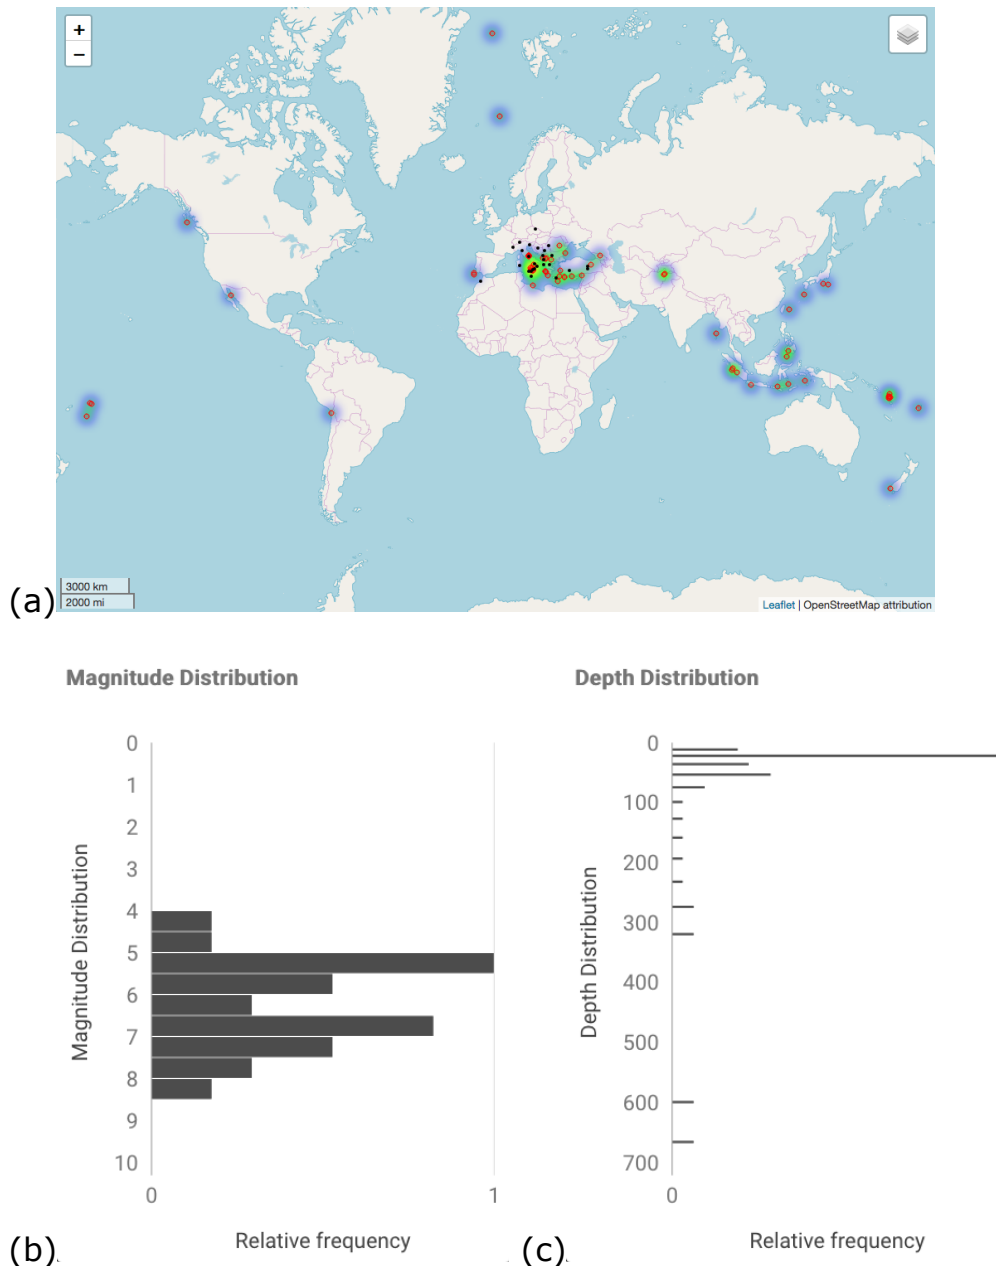 +
−
3000 km
2000 mi
Leaflet | OpenStreetMap attribution
(a)
Magnitude Distribution
0
1
2
3
4
5
6
7
8
9
10
Magnitude Distribution
0
1
Relative frequency
(b)
Depth Distribution
0
100
200
300
400
500
600
700
Depth Distribution
0
Relative frequency
(c)